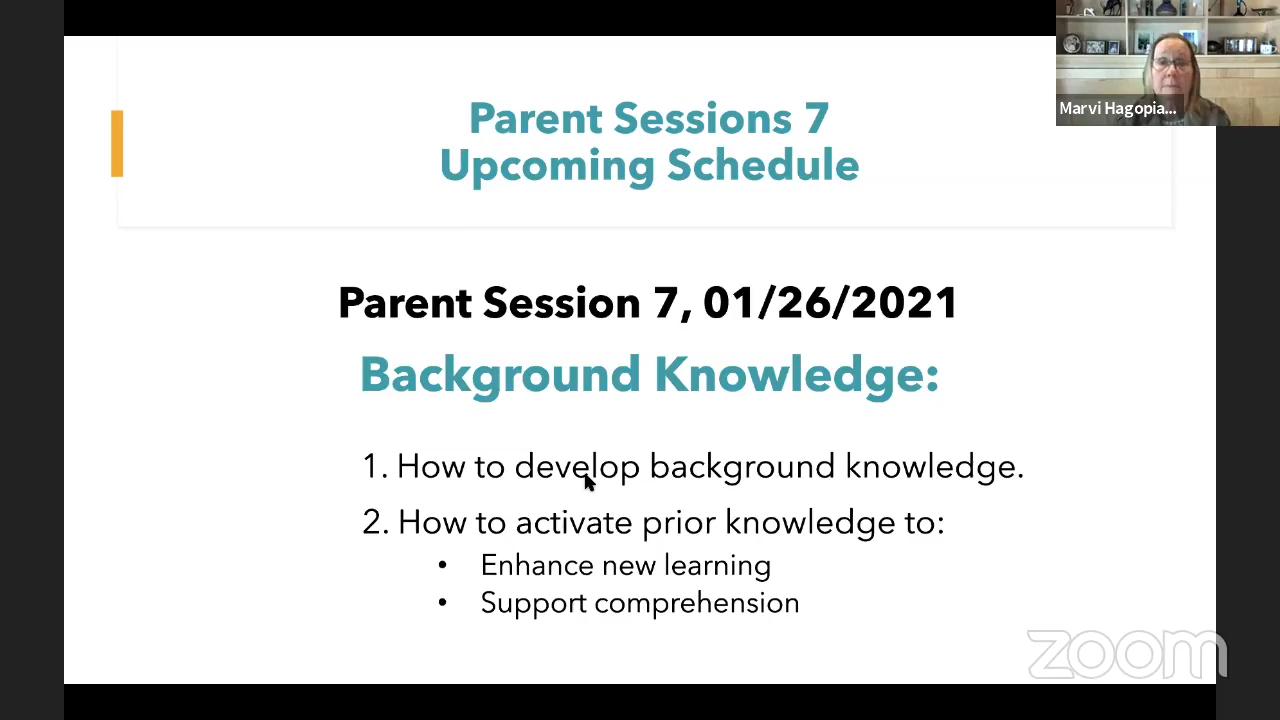 Parent Sessions 7
Upcoming Schedule
Marvi Hagopia...
Parent Session 7, 01/26/2021
Background Knowledge:
1. How to develop background knowledge.
2. How to activate prior knowledge to:
• Enhance new learning
• Support comprehension
zoom